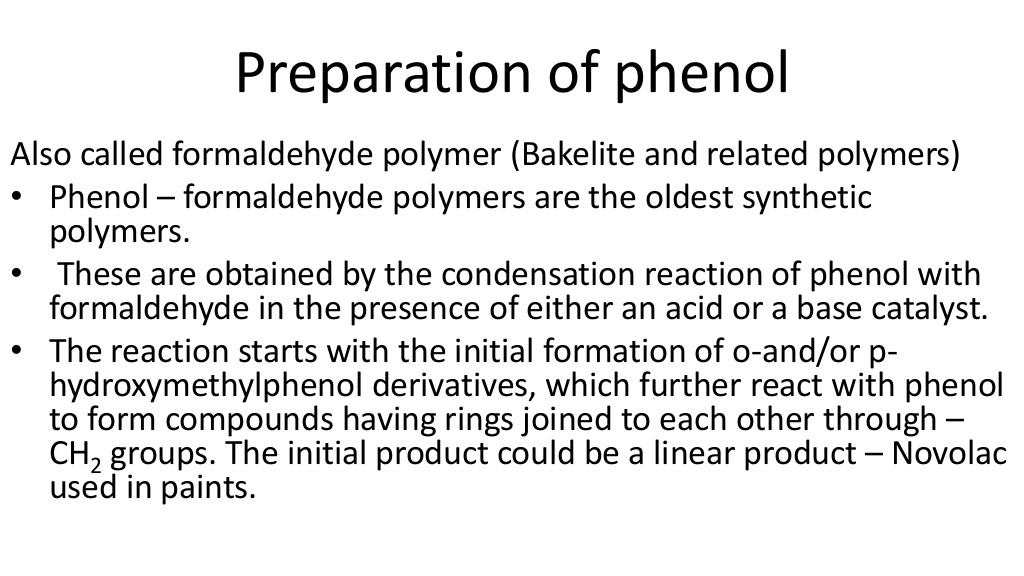 Preparation of phenol
Also called formaldehyde polymer (Bakelite and related polymers)
• Phenol – formaldehyde polymers are the oldest synthetic
polymers.
• These are obtained by the condensation reaction of phenol with
formaldehyde in the presence of either an acid or a base catalyst.
• The reaction starts with the initial formation of o-and/or p-
hydroxymethylphenol derivatives, which further react with phenol
to form compounds having rings joined to each other through –
CH₂ groups. The initial product could be a linear product – Novolac
used in paints.